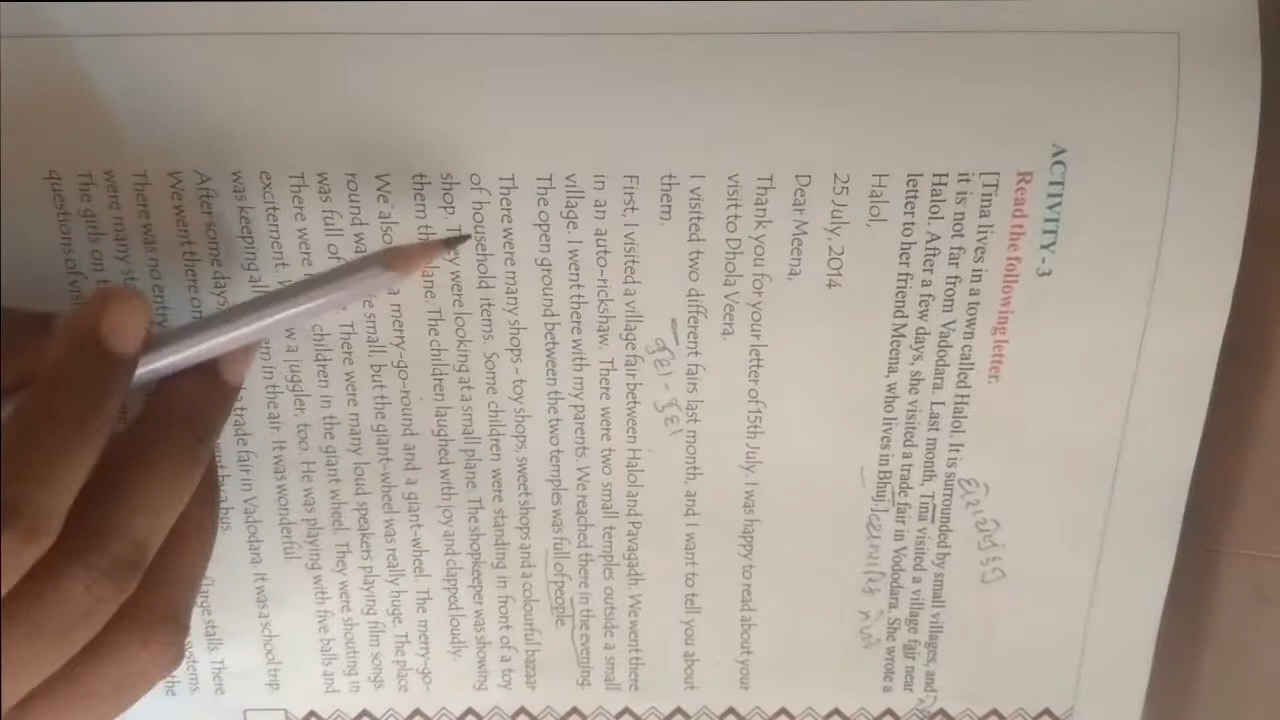 ACTIVITY-3
Read the following letter.
[Tina lives in a town called Halol. It is surrounded by small villages, and
it is not far from Vadodara. Last month, Tina visited a village fair near
Halol. After a few days, she visited a trade fair in Vododara. She wrote a
letter to her friend Meena, who lives in Bhuj.]
Halol,
25 July, 2014
Dear Meena,
Thank you for your letter of 15th July. I was happy to read about your
visit to Dhola Veera.
I visited two different fairs last month, and I want to tell you about
them.
First, I visited a village fair between Halol and Pavagadh. We went there
in an auto-rickshaw. There were two small temples outside a small
village. I went there with my parents. We reached there in the evening.
The open ground between the two temples was full of people.
There were many shops - toy shops, sweet shops and a colourful bazaar
of household items. Some children were standing in front of a toy
shop. They were looking at a small plane. The shopkeeper was showing
them the plane. The children laughed with joy and clapped loudly.
We also a merry-go-round and a giant-wheel. The merry-go-
round small, but the giant-wheel was really huge. The place
was full of There were many loud speakers playing film songs.
There were children in the giant wheel. They were shouting in
excitement. a juggler, too. He was playing with five balls and
was keeping all in the air. It was wonderful
After some days, trade fair in Vadodara. It was a school trip.
We went there on by a bus.
There was no entry large stalls. There
were many systems.
The girls on the
questions of